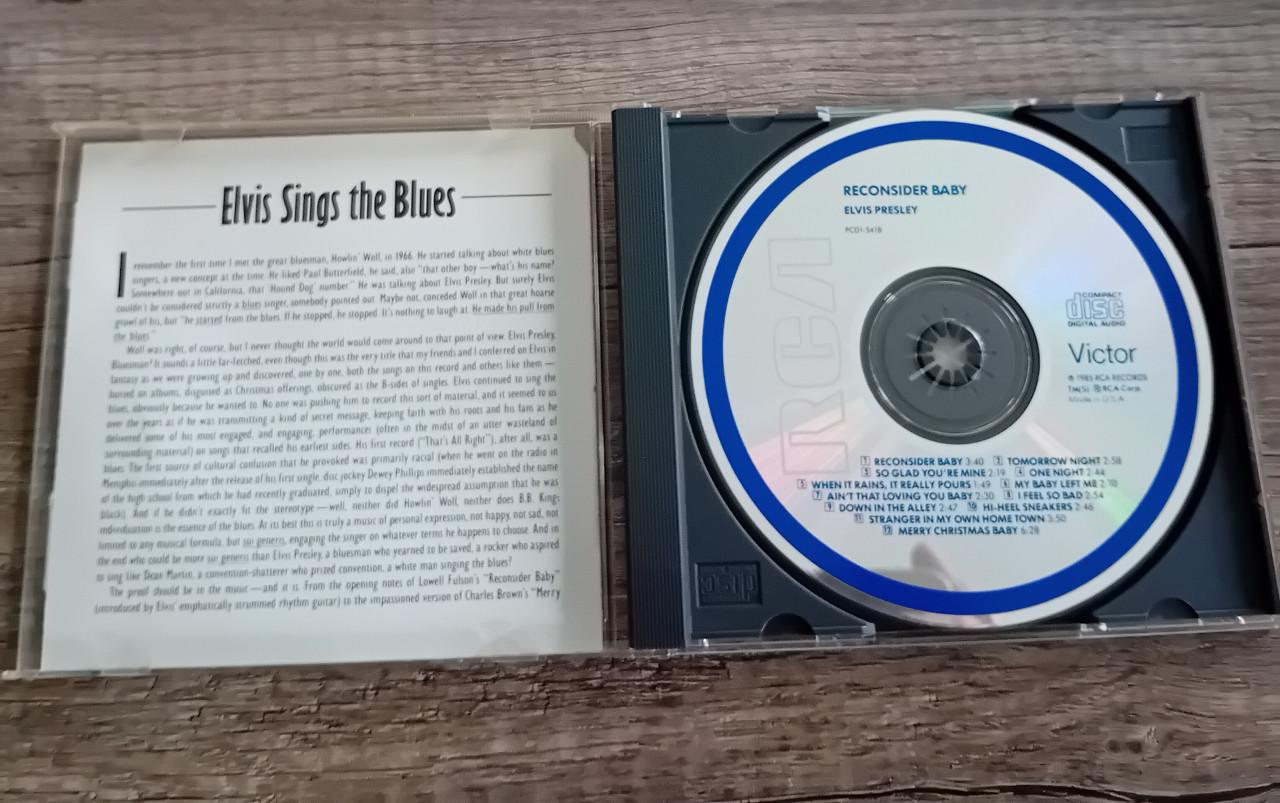 Elvis Sings the Blues
I remember the first time I met the great bluesman, Howlin' Wolf, in 1966. He started talking about white blues
singers, a new concept at the time. He liked Paul Butterfield, he said, also "that other boy—what's his name?
Somewhere out in California, that 'Hound Dog' number." He was talking about Elvis Presley. But surely Elvis
couldn't be considered strictly a blues singer, somebody pointed out. Maybe not, conceded Wolf in that great hoarse
growl of his, but "he started from the blues. If he stopped, he stopped. It's nothing to laugh at. He made his pull from
the blues."
Wolf was right, of course, but I never thought the world would come around to that point of view. Elvis Presley,
Bluesman? It sounds a little far-fetched, even though this was the very title that my friends and I conferred on Elvis in
fantasy as we were growing up and discovered, one by one, both the songs on this record and others like them—
buried on albums, disguised as Christmas offerings, obscured as the B-sides of singles. Elvis continued to sing the
blues, obviously because he wanted to. No one was pushing him to record this sort of material, and it seemed to us
over the years as if he was transmitting a kind of secret message, keeping faith with his roots and his fans as he
delivered some of his most engaged, and engaging, performances (often in the midst of an utter wasteland of
surrounding material) on songs that recalled his earliest sides. His first record ("That's All Right"), after all, was a
blues. The first source of cultural confusion that he provoked was primarily racial (when he went on the radio in
Memphis immediately after the release of his first single, disc jockey Dewey Phillips immediately established the name
of the high school from which he had recently graduated, simply to dispel the widespread assumption that he was
black). And if he didn't exactly fit the stereotype—well, neither did Howlin' Wolf, neither does B.B. King;
individuation is the essence of the blues. At its best this is truly a music of personal expression, not happy, not sad, not
limited to any musical formula, but sui generis, engaging the singer on whatever terms he happens to choose. And in
the end who could be more sui generis than Elvis Presley, a bluesman who yearned to be saved, a rocker who aspired
to sing like Dean Martin, a convention-shatterer who prized convention, a white man singing the blues?
The proof should be in the music—and it is. From the opening notes of Lowell Fulson's "Reconsider Baby"
(introduced by Elvis' emphatically strummed rhythm guitar) to the impassioned version of Charles Brown's "Merry
RECONSIDER BABY
ELVIS PRESLEY
PCD1-5418
RCA
COMPACT
disc
DIGITAL AUDIO
Victor
℗ 1985 RCA RECORDS
TM(S) ® RCA Corp.
Made in U.S.A.
1 RECONSIDER BABY 3:40 2 TOMORROW NIGHT 2:58
3 SO GLAD YOU'RE MINE 2:19 4 ONE NIGHT 2:44
5 WHEN IT RAINS, IT REALLY POURS 1:49 6 MY BABY LEFT ME 2:10
7 AIN'T THAT LOVING YOU BABY 2:30 8 I FEEL SO BAD 2:54
9 DOWN IN THE ALLEY 2:47 10 HI-HEEL SNEAKERS 2:46
11 STRANGER IN MY OWN HOME TOWN 3:50
12 MERRY CHRISTMAS BABY 6:28
disc